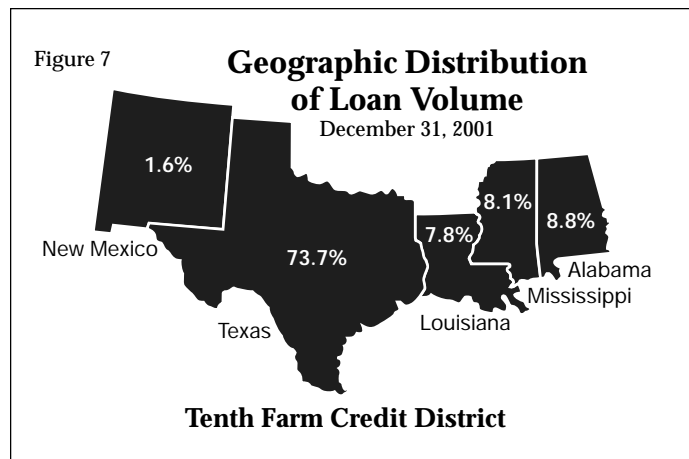 Figure 7
Geographic Distribution
of Loan Volume
December 31, 2001
1.6%
8.1%
8.8%
7.8%
73.7%
New Mexico
Alabama
Mississippi
Louisiana
Texas
Tenth Farm Credit District